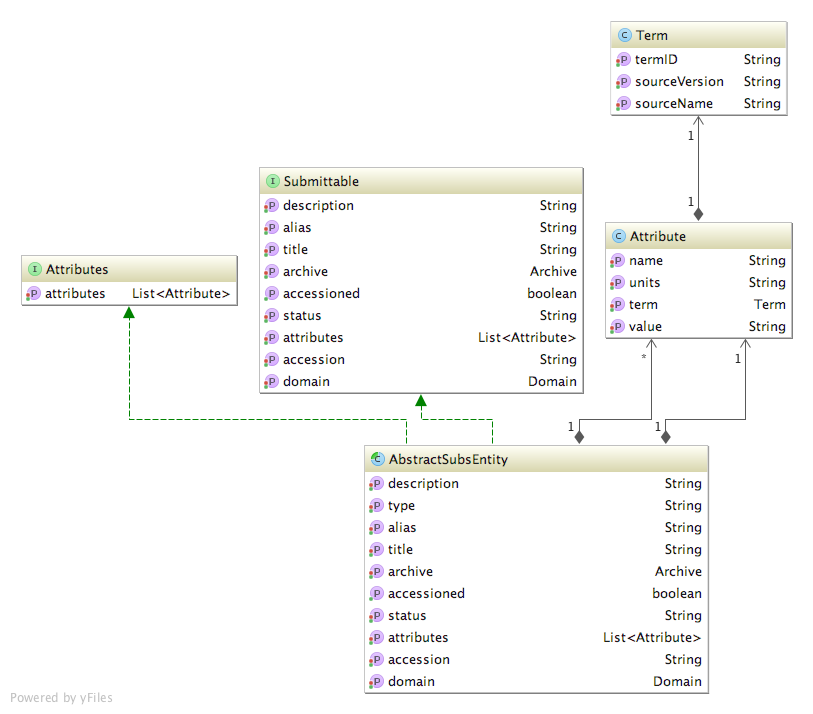 C Term
P termID String
P sourceVersion String
P sourceName String
1
1
I Submittable
P description String
P alias String
P title String
P archive Archive
P accessioned boolean
P status String
P attributes List<Attribute>
P accession String
P domain Domain
C Attribute
P name String
P units String
P term Term
P value String
I Attributes
P attributes List<Attribute>
* 1
1 1
C AbstractSubsEntity
P description String
P type String
P alias String
P title String
P archive Archive
P accessioned boolean
P status String
P attributes List<Attribute>
P accession String
P domain Domain
Powered by yFiles